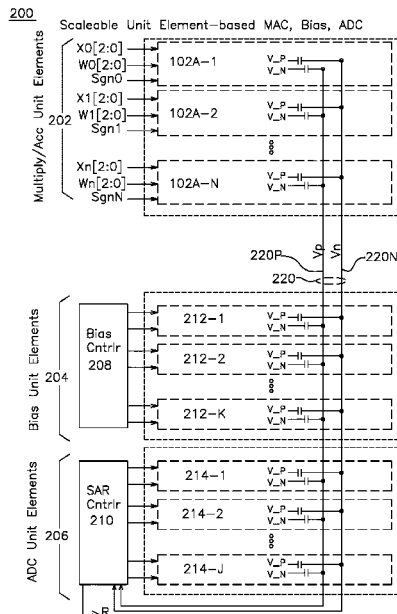 200
Scaleable Unit Element-based MAC, Bias, ADC
Multiply/Acc Unit Elements
202
X0[2:0]
W0[2:0]
Sgn0
102A-1
V_P
V_N
X1[2:0]
W1[2:0]
Sgn1
102A-2
V_P
V_N
Xn[2:0]
Wn[2:0]
SgnN
102A-N
V_P
V_N
220P
Vp
Vn
220N
220
Bias Unit Elements
204
Bias
Cntrlr
208
212-1
V_P
V_N
212-2
V_P
V_N
212-K
V_P
V_N
ADC Unit Elements
206
SAR
Cntrlr
210
214-1
V_P
V_N
214-2
V_P
V_N
214-J
V_P
V_N
R